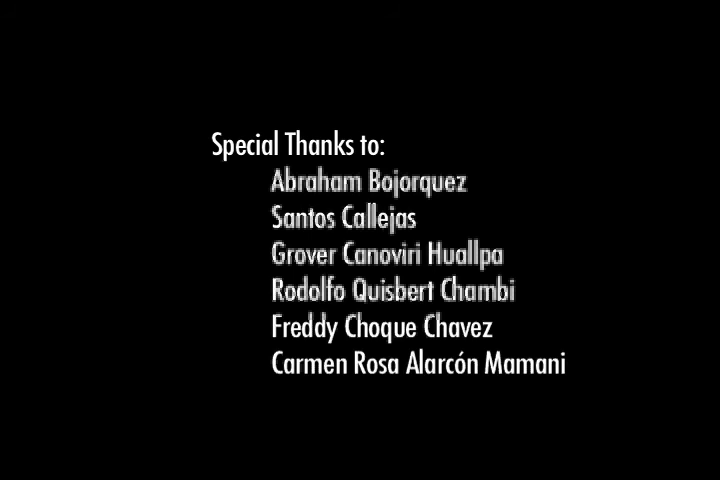 Special Thanks to:
Abraham Bojorquez
Santos Callejas
Grover Canoviri Huallpa
Rodolfo Quisbert Chambi
Freddy Choque Chavez
Carmen Rosa Alarcón Mamani